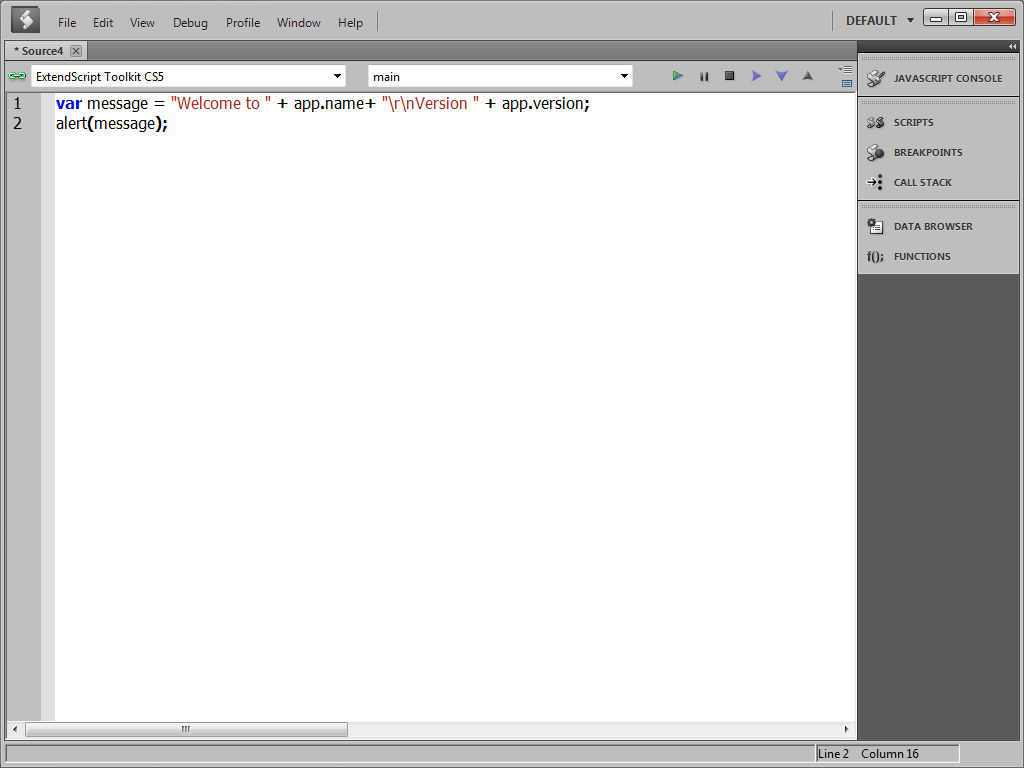 File Edit View Debug Profile Window Help DEFAULT
* Source4
ExtendScript Toolkit CS5 main
1 var message = "Welcome to " + app.name+ "\r\nVersion " + app.version;
2 alert(message);
JAVASCRIPT CONSOLE
SCRIPTS
BREAKPOINTS
CALL STACK
DATA BROWSER
f(); FUNCTIONS
Line 2 Column 16